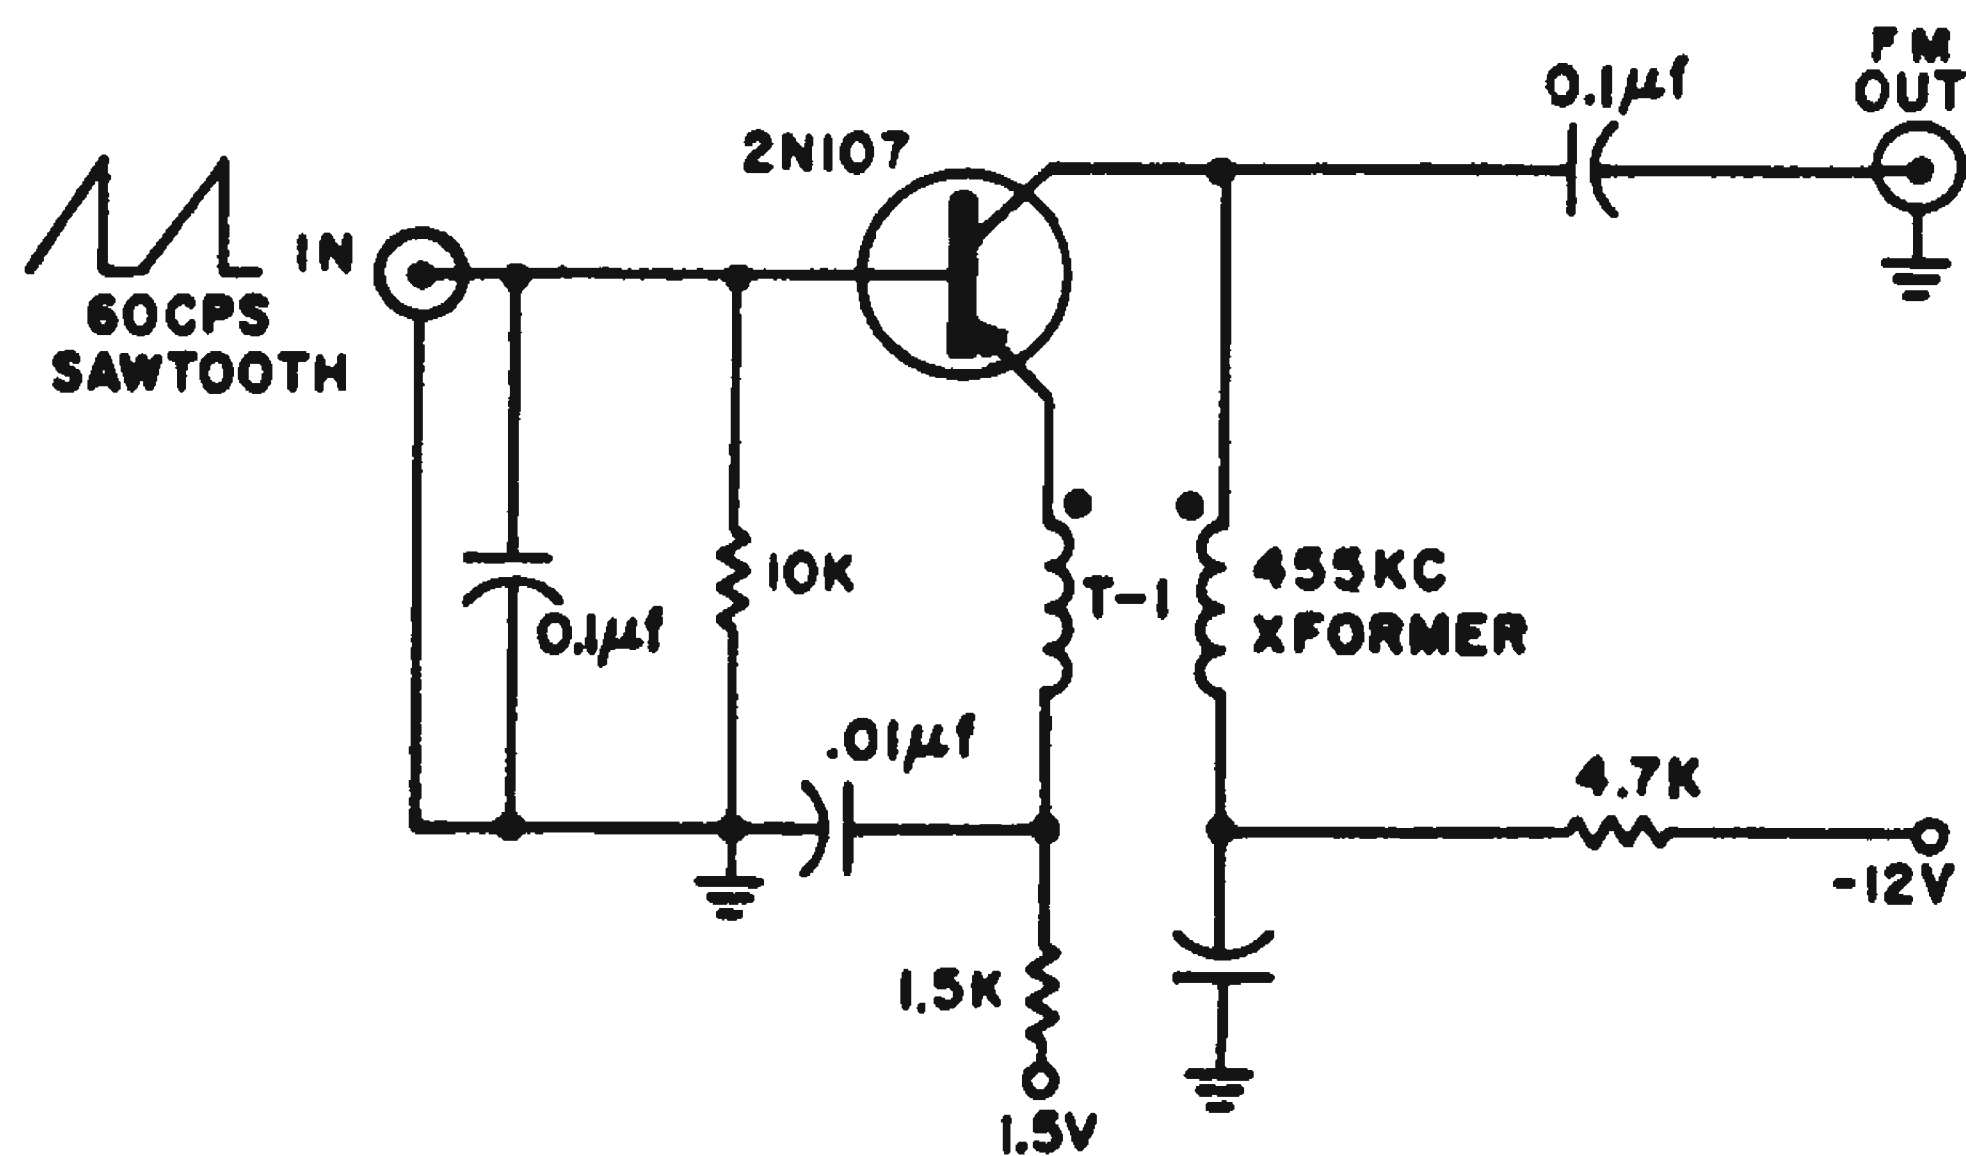 FM
OUT
0.1µf
2N107
IN
60CPS
SAWTOOTH
10K
T-1
455KC
XFORMER
0.1µf
.01µf
4.7K
-12V
1.5K
1.5V